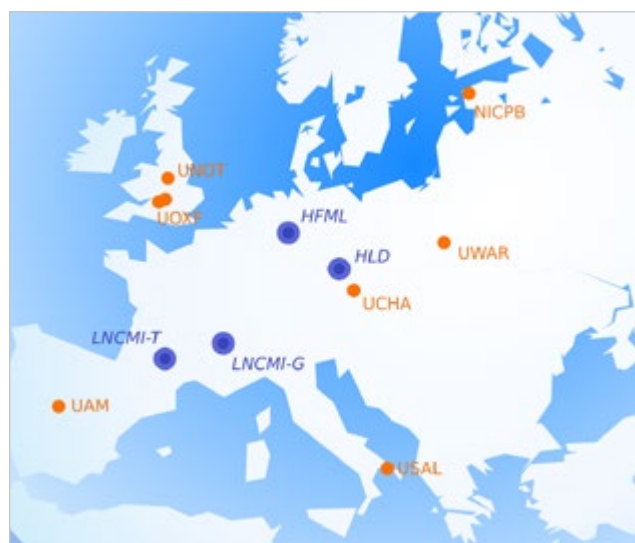 NICPB
UNOT
UOXF
HFML
UWAR
HLD
UCHA
LNCMI-T
LNCMI-G
UAM
USAL